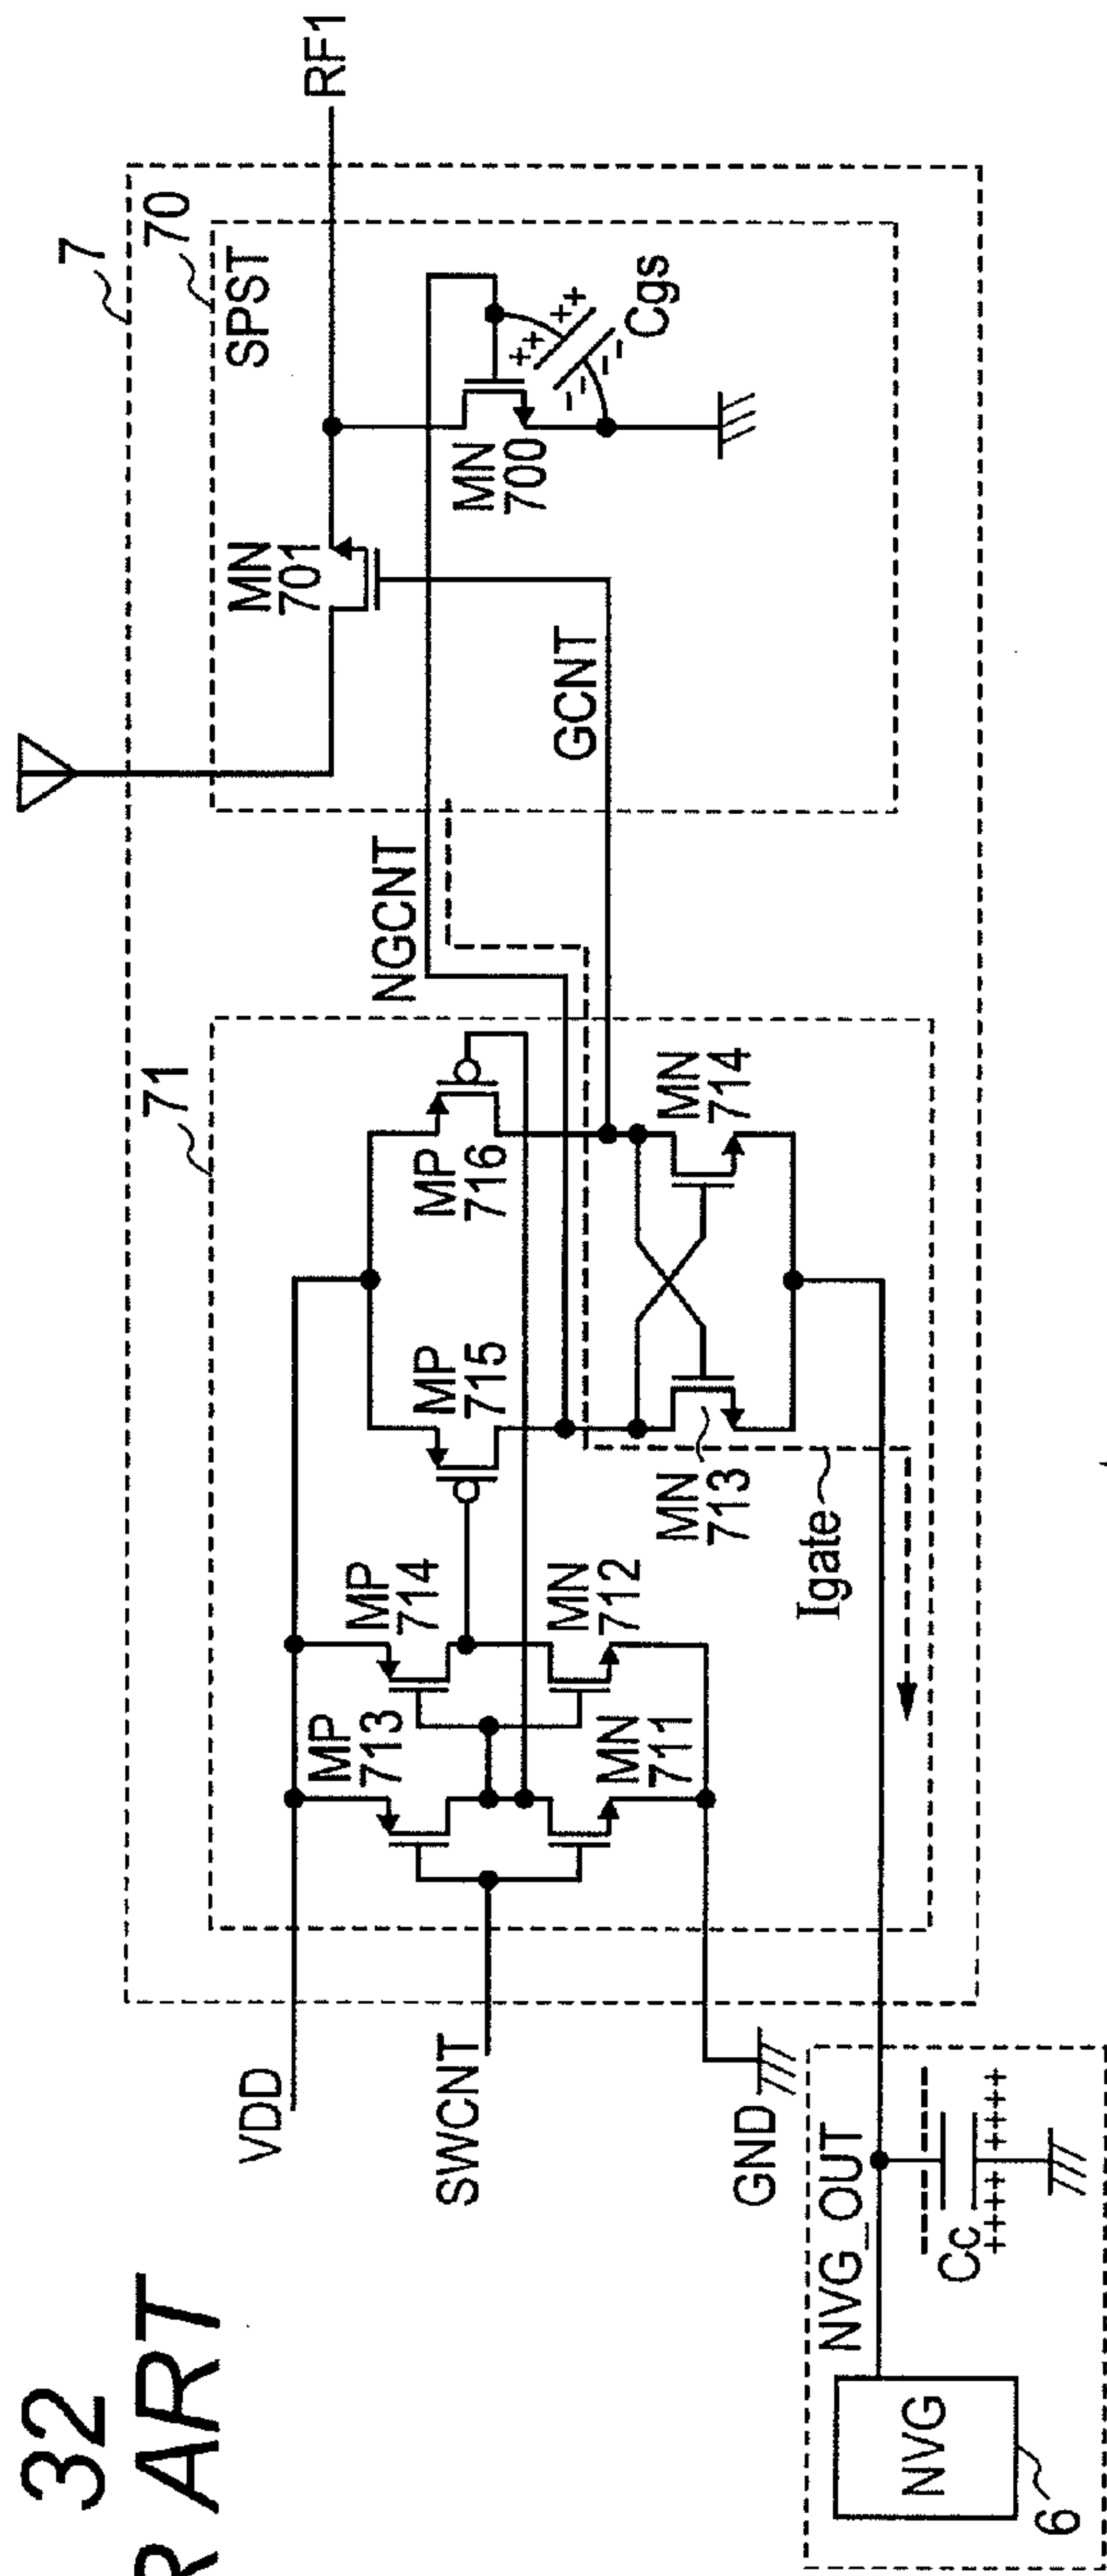 32
ART
VDD
SWCNT
GND
NVG_OUT
NVG
6
Cc
++++ ++++
7
71
MP
713
MP
714
MN
711
MN
712
MP
715
MP
716
MN
713
MN
714
Igate
NGCNT
GCNT
70
SPST
MN
701
MN
700
++ ++
-- --
Cgs
RF1